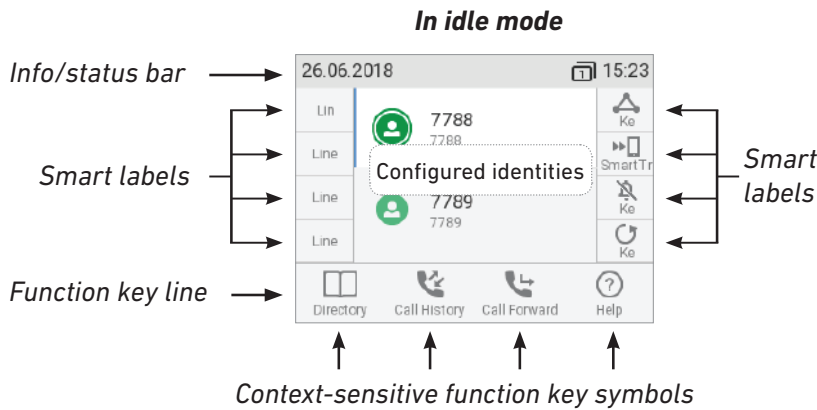 In idle mode
Info/status bar
26.06.2018
1
15:23
Smart labels
Lin
Line
Line
Line
7788
7788
Configured identities
7789
7789
Ke
SmartTr
Ke
Ke
Smart
labels
Function key line
Directory
Call History
Call Forward
?
Help
Context-sensitive function key symbols